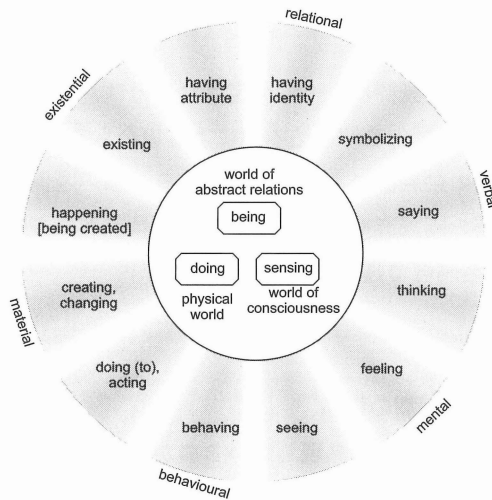 relational
existential
having
attribute
having
identity
existing
symbolizing
world of
abstract relations
being
verbal
happening
[being created]
saying
doing
sensing
physical
world
world of
consciousness
creating,
changing
thinking
material
doing (to),
acting
feeling
behaving
seeing
mental
behavioural